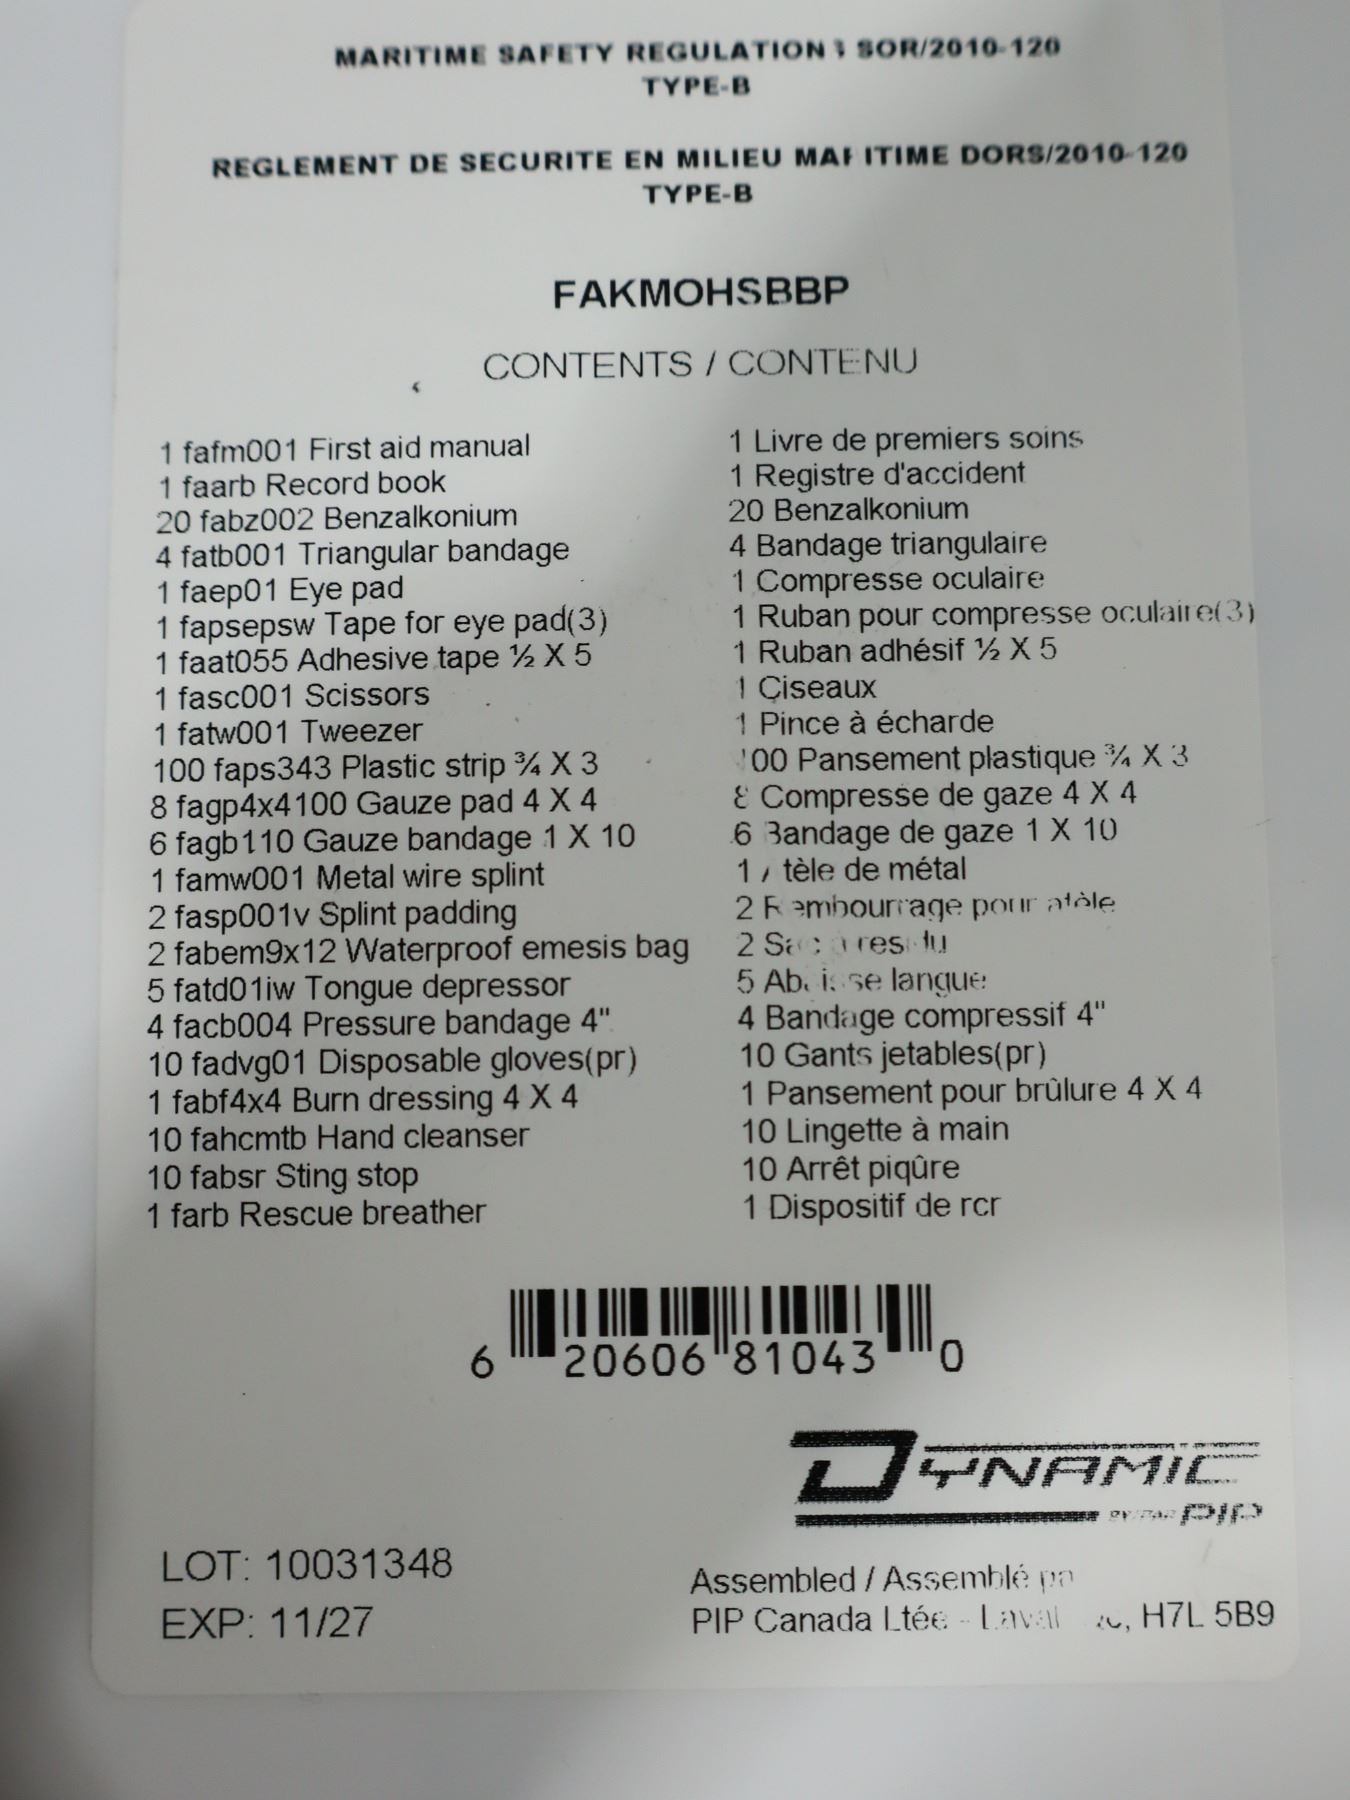 MARITIME SAFETY REGULATION SOR/2010-120
TYPE-B
REGLEMENT DE SECURITE EN MILIEU MARITIME DORS/2010-120
TYPE-B
FAKMOHSBBP
CONTENTS / CONTENU
1 fafm001 First aid manual
1 faarb Record book
20 fabz002 Benzalkonium
4 fatb001 Triangular bandage
1 faep01 Eye pad
1 fapsepsw Tape for eye pad(3)
1 faat055 Adhesive tape ½ X 5
1 fasc001 Scissors
1 fatw001 Tweezer
100 faps343 Plastic strip ¾ X 3
8 fagp4x4100 Gauze pad 4 X 4
6 fagb110 Gauze bandage 1 X 10
1 famw001 Metal wire splint
2 fasp001v Splint padding
2 fabem9x12 Waterproof emesis bag
5 fatd01iw Tongue depressor
4 facb004 Pressure bandage 4"
10 fadvg01 Disposable gloves(pr)
1 fabf4x4 Burn dressing 4 X 4
10 fahcmtb Hand cleanser
10 fabsr Sting stop
1 farb Rescue breather
1 Livre de premiers soins
1 Registre d'accident
20 Benzalkonium
4 Bandage triangulaire
1 Compresse oculaire
1 Ruban pour compresse oculaire(3)
1 Ruban adhésif ½ X 5
1 Ciseaux
1 Pince à écharde
100 Pansement plastique ¾ X 3
8 Compresse de gaze 4 X 4
6 Bandage de gaze 1 X 10
1 de métal
2 Rembourrage pour atèle
2
5 Abaisse langue
4 Bandage compressif 4"
10 Gants jetables(pr)
1 Pansement pour brûlure 4 X 4
10 Lingette à main
10 Arrêt piqûre
1 Dispositif de rcr
6 20606 81043 0
DYNAMIC
BY/PAR PIP
LOT: 10031348
EXP: 11/27
Assembled / Assemblé
PIP Canada Ltée - Laval H7L 5B9